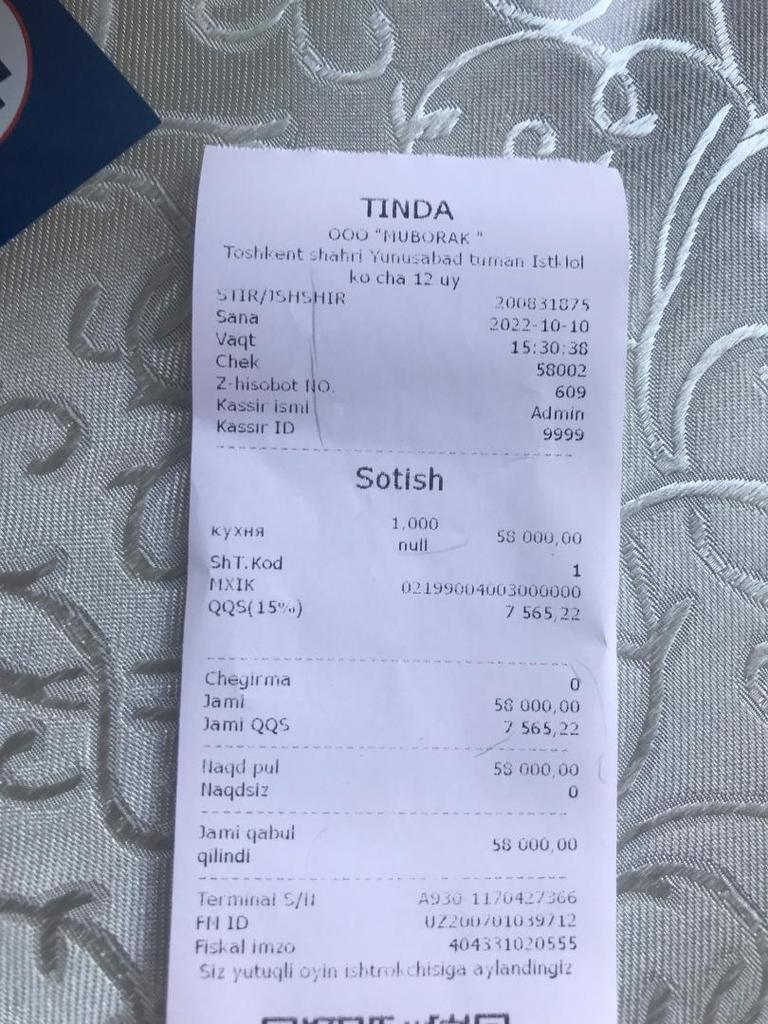 TINDA
OOO "MUBORAK "
Toshkent shahri Yunusabad tuman Istklol
ko cha 12 uy
STIR/JSHSHIR 200831875
Sana 2022-10-10
Vaqt 15:30:38
Chek 58002
Z-hisobot NO. 609
Kassir ismi Admin
Kassir ID 9999
Sotish
кухня 1,000 58 000,00
null
ShT.Kod 1
MXIK 02199004003000000
QQS(15%) 7 565,22
Chegirma 0
Jami 58 000,00
Jami QQS 7 565,22
Naqd pul 58 000,00
Naqdsiz 0
Jami qabul
qilindi 58 000,00
Terminal S/N A930 1170427366
FM ID UZ200701039712
Fiskal imzo 404331020555
Siz yutuqli oyin ishtrokchisiga aylandingiz